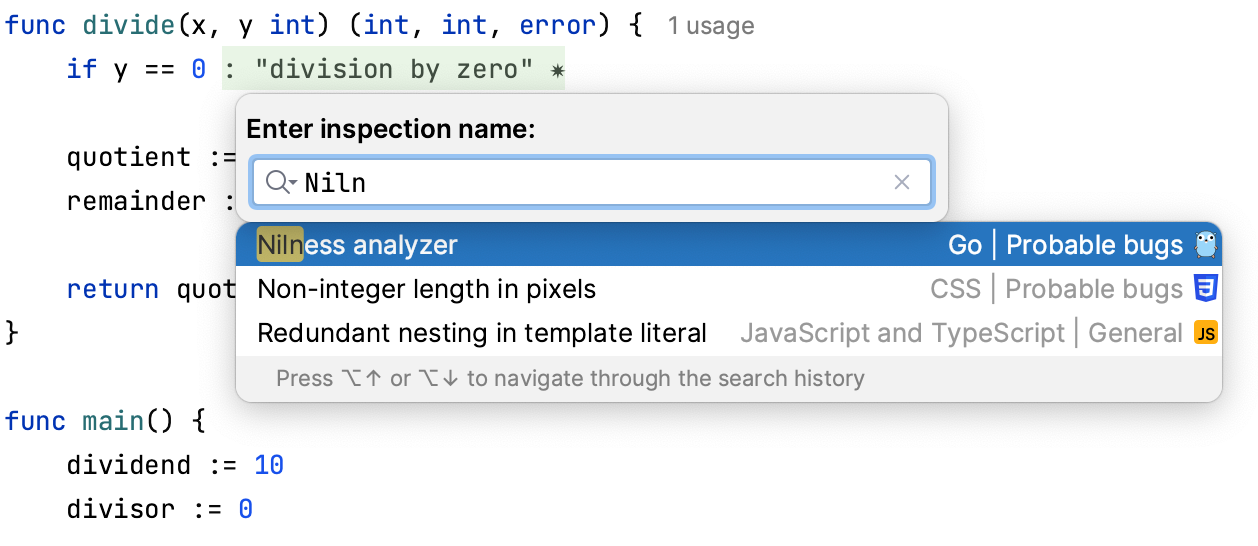 func divide(x, y int) (int, int, error) { 1 usage
if y == 0 : "division by zero" ✷
Enter inspection name:
quotient :=
Niln
remainder :
Nilness analyzer Go | Probable bugs
return quot
Non-integer length in pixels CSS | Probable bugs
}
Redundant nesting in template literal JavaScript and TypeScript | General JS
Press ⌥↑ or ⌥↓ to navigate through the search history
func main() {
dividend := 10
divisor := 0